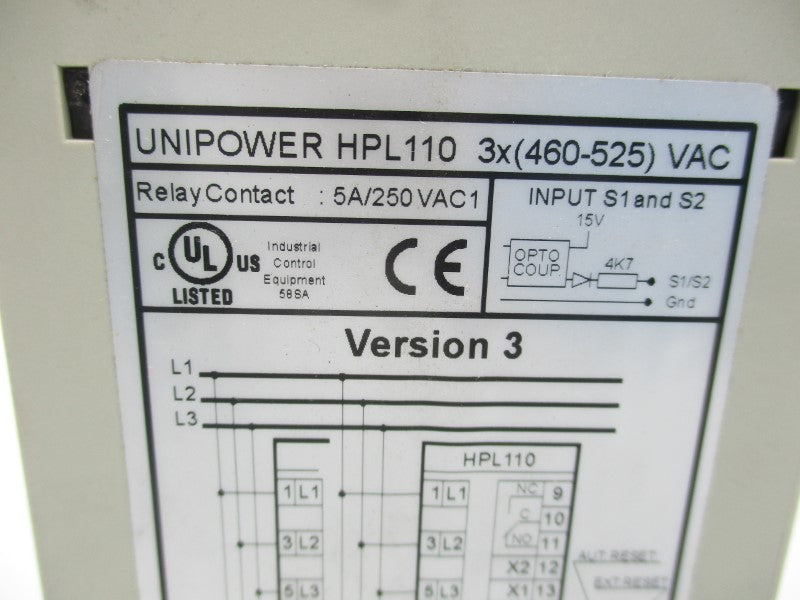 UNIPOWER HPL110 3x(460-525) VAC
Relay Contact : 5A/250 VAC1
INPUT S1 and S2
15V
OPTO
COUP.
4K7
S1/S2
Gnd
C UL US
LISTED
Industrial
Control
Equipment
58SA
CE
Version 3
L1
L2
L3
HPL110
1 L1
1 L1
NC 9
C 10
3 L2
3 L2
NO 11
AUT.RESET
X2 12
EXT.RESET
5 L3
5 L3
X1 13